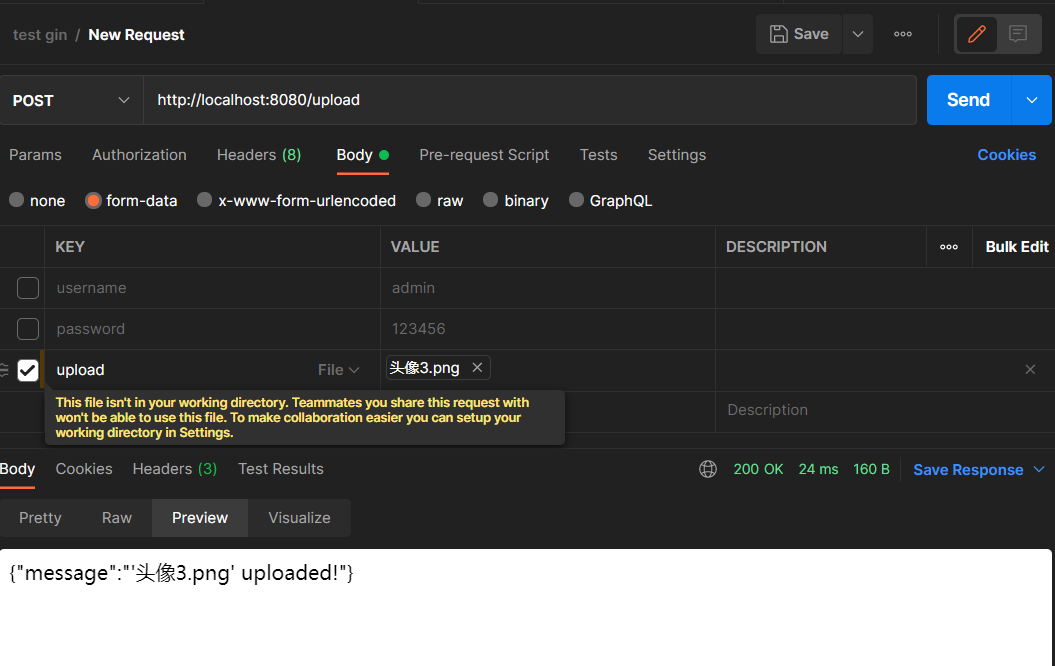 test gin / New Request Save
POST http://localhost:8080/upload Send
Params Authorization Headers (8) Body Pre-request Script Tests Settings Cookies
none form-data x-www-form-urlencoded raw binary GraphQL
KEY VALUE DESCRIPTION Bulk Edit
username admin
password 123456
upload File 头像3.png
This file isn't in your working directory. Teammates you share this request with
won't be able to use this file. To make collaboration easier you can setup your
working directory in Settings.
Description
Body Cookies Headers (3) Test Results 200 OK 24 ms 160 B Save Response
Pretty Raw Preview Visualize
{"message":"'头像3.png' uploaded!"}